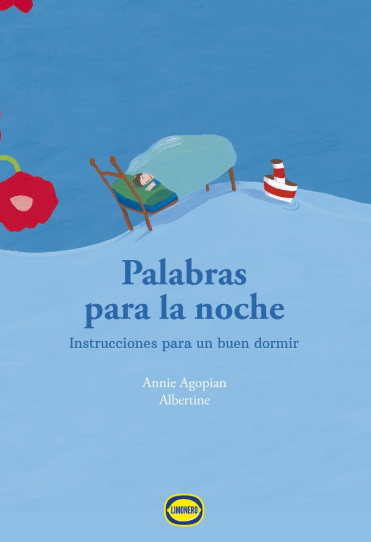 Palabras
para la noche
Instrucciones para un buen dormir
Annie Agopian
Albertine
LIMONERO